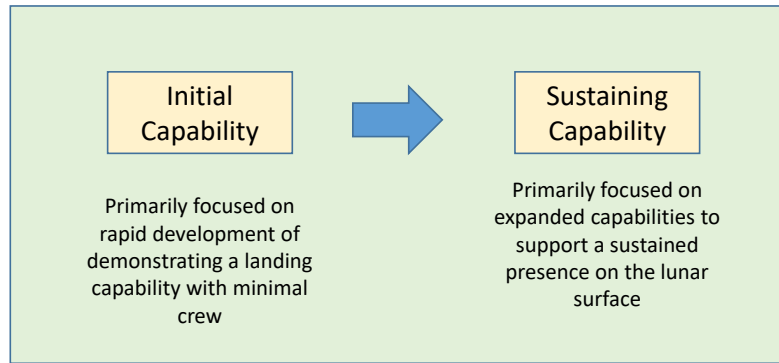 Initial
Capability
Primarily focused on
rapid development of
demonstrating a landing
capability with minimal
crew
Sustaining
Capability
Primarily focused on
expanded capabilities to
support a sustained
presence on the lunar
surface